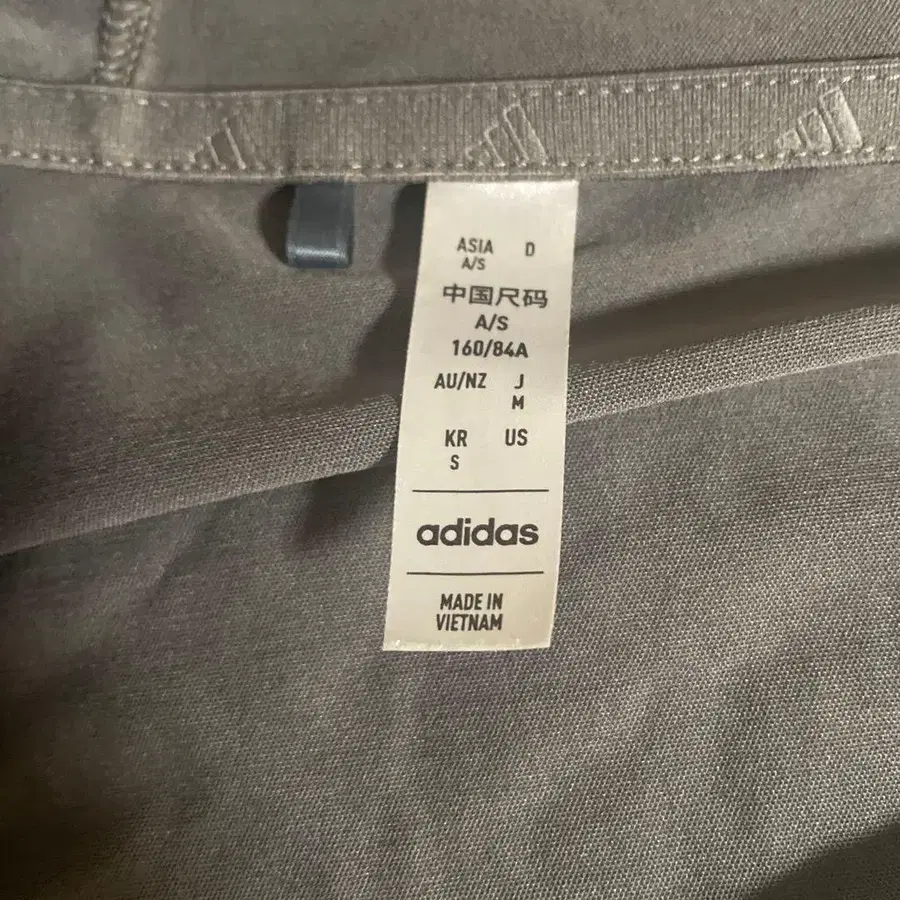 ASIA D
A/S
中国尺码
A/S
160/84A
AU/NZ J
M
KR US
S
adidas
MADE IN
VIETNAM